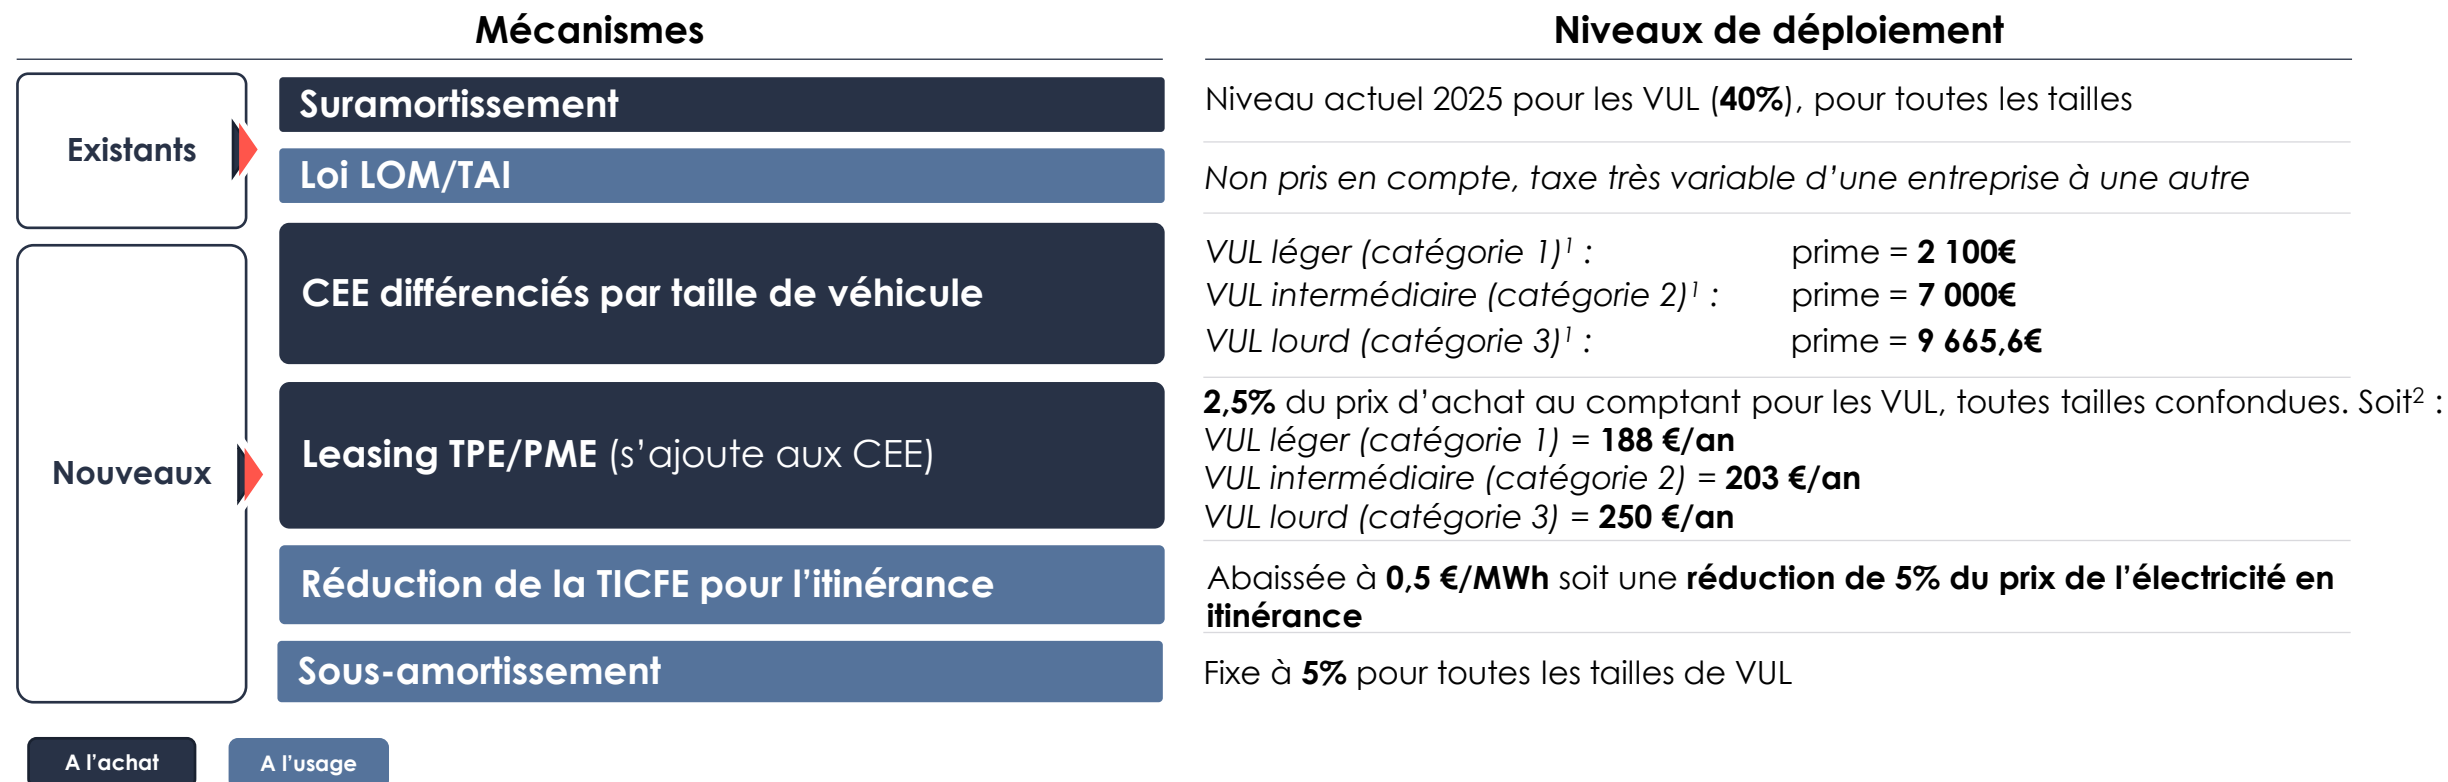 Mécanismes
Niveaux de déploiement
Existants
Suramortissement
Niveau actuel 2025 pour les VUL (40%), pour toutes les tailles
Loi LOM/TAI
Non pris en compte, taxe très variable d’une entreprise à une autre
Nouveaux
CEE différenciés par taille de véhicule
VUL léger (catégorie 1)¹ : prime = 2 100€
VUL intermédiaire (catégorie 2)¹ : prime = 7 000€
VUL lourd (catégorie 3)¹ : prime = 9 665,6€
Leasing TPE/PME (s’ajoute aux CEE)
2,5% du prix d’achat au comptant pour les VUL, toutes tailles confondues. Soit² :
VUL léger (catégorie 1) = 188 €/an
VUL intermédiaire (catégorie 2) = 203 €/an
VUL lourd (catégorie 3) = 250 €/an
Réduction de la TICFE pour l’itinérance
Abaissée à 0,5 €/MWh soit une réduction de 5% du prix de l’électricité en
itinérance
Sous-amortissement
Fixe à 5% pour toutes les tailles de VUL
A l’achat
A l’usage